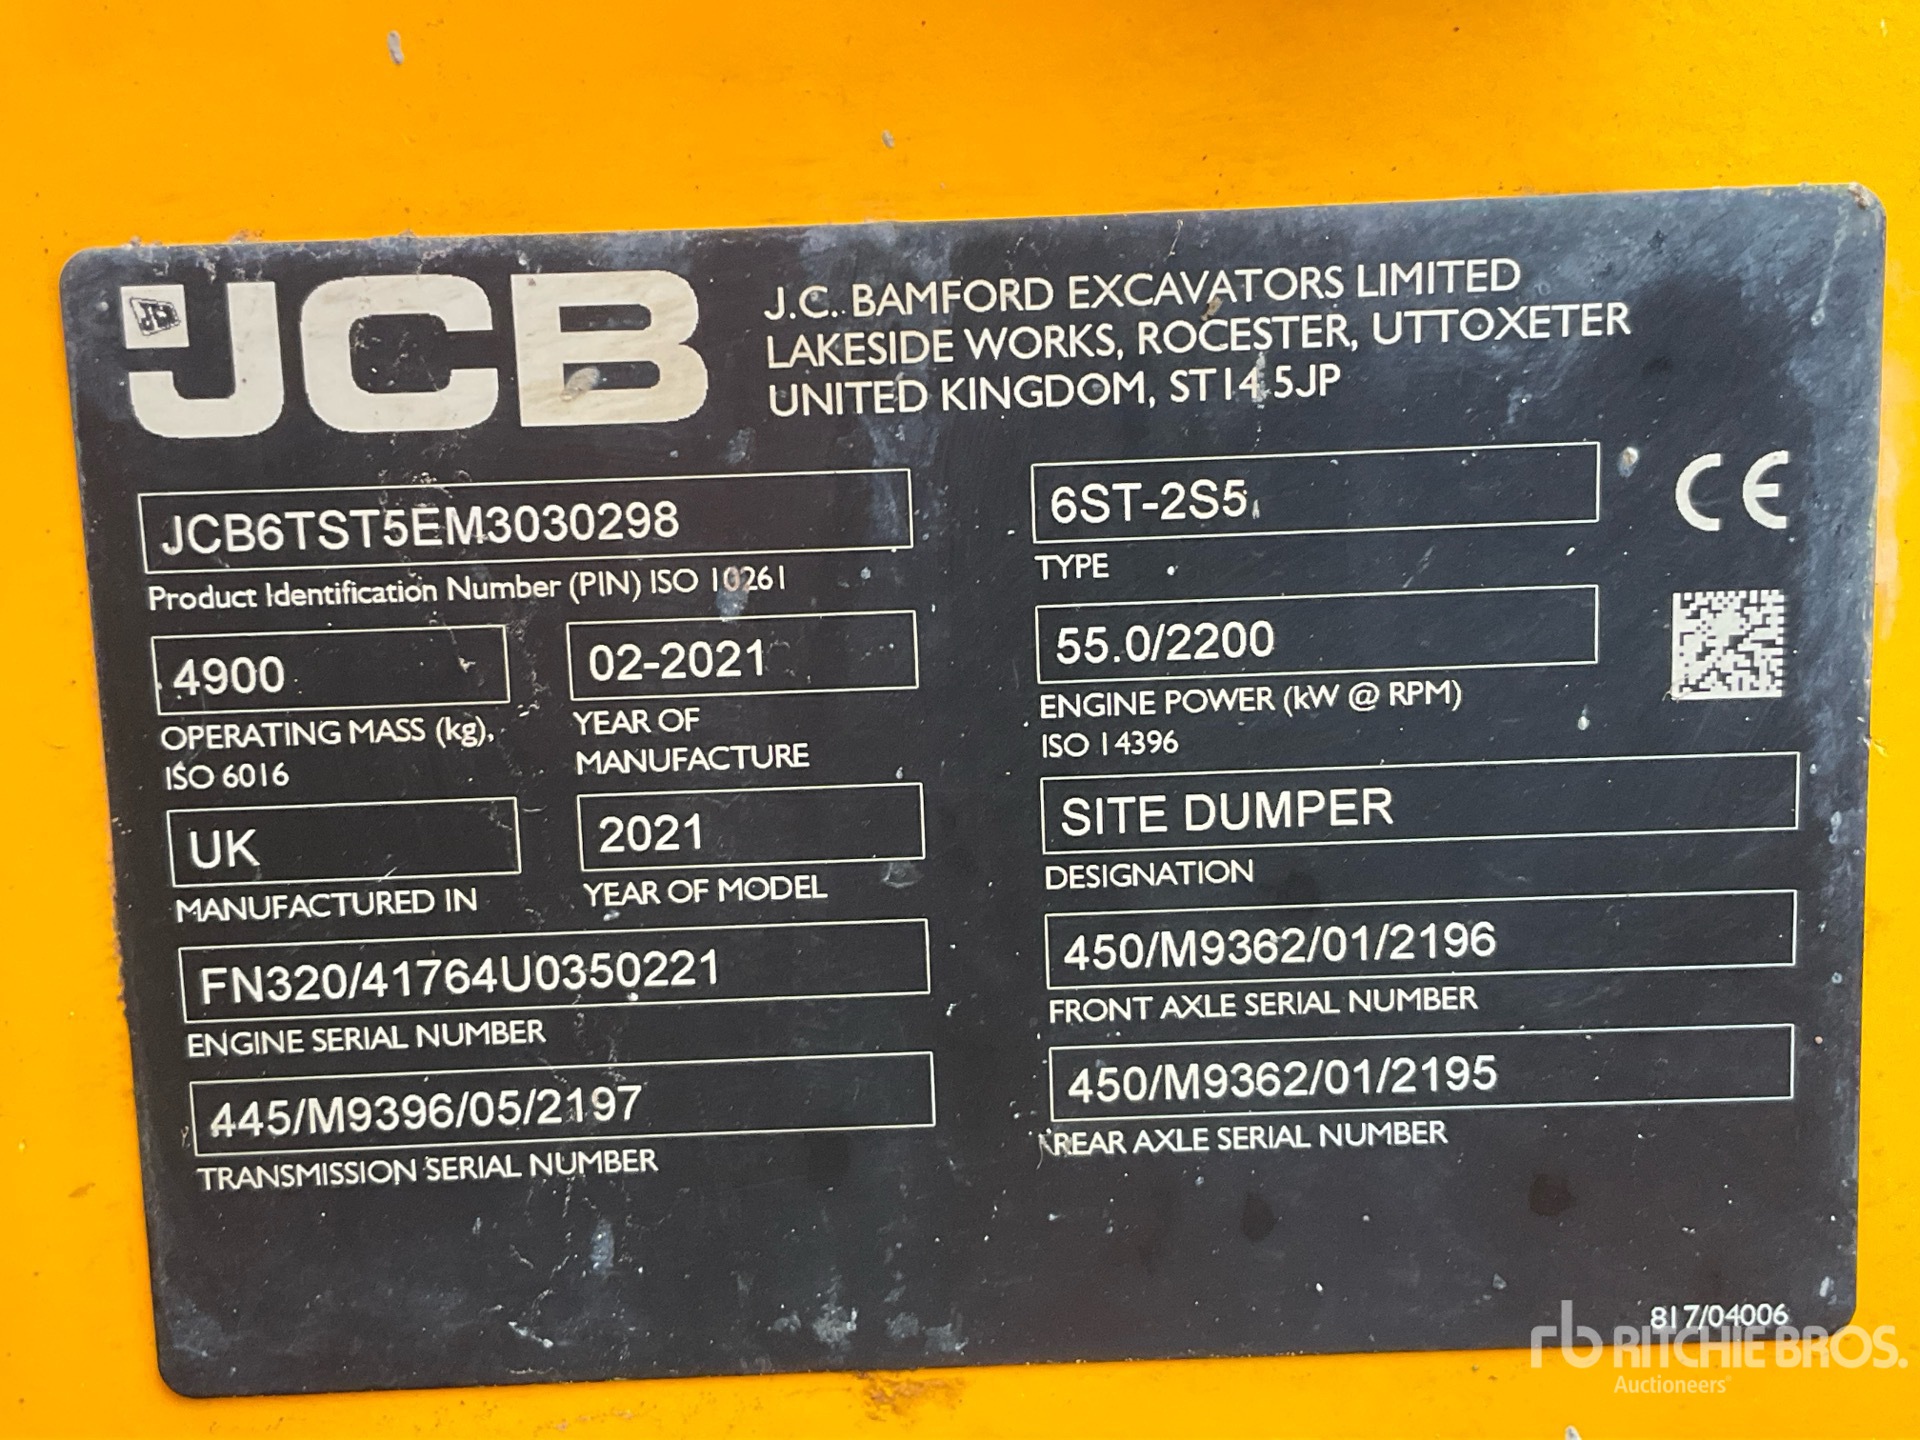 JCB
J.C. BAMFORD EXCAVATORS LIMITED
LAKESIDE WORKS, ROCESTER, UTTOXETER
UNITED KINGDOM, ST14 5JP
JCB6TST5EM3030298
Product Identification Number (PIN) ISO 10261
6ST-2S5
TYPE
CE
4900
OPERATING MASS (kg),
ISO 6016
02-2021
YEAR OF
MANUFACTURE
55.0/2200
ENGINE POWER (kW @ RPM)
ISO 14396
UK
MANUFACTURED IN
2021
YEAR OF MODEL
SITE DUMPER
DESIGNATION
FN320/41764U0350221
ENGINE SERIAL NUMBER
450/M9362/01/2196
FRONT AXLE SERIAL NUMBER
445/M9396/05/2197
TRANSMISSION SERIAL NUMBER
450/M9362/01/2195
REAR AXLE SERIAL NUMBER
817/04006
rb RITCHIE BROS.
Auctioneers